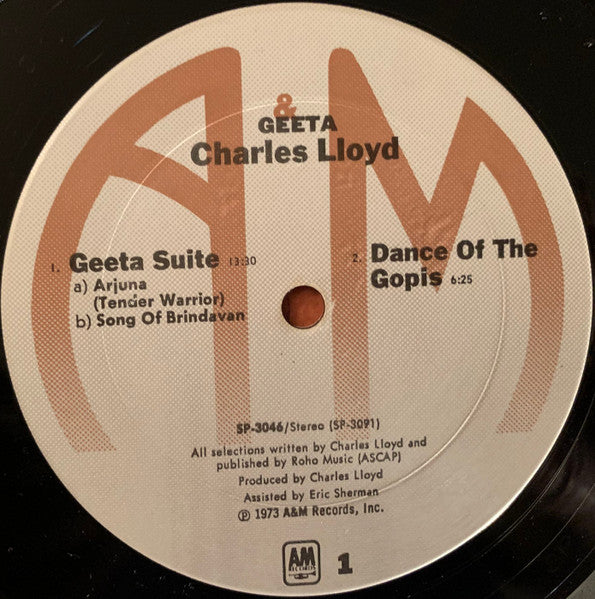 A & M
GEETA
Charles Lloyd
1. Geeta Suite 13:30
a) Arjuna
(Tender Warrior)
b) Song Of Brindavan
2. Dance Of The
Gopis 6:25
SP-3046/Stereo (SP-3091)
All selections written by Charles Lloyd and
published by Roho Music (ASCAP)
Produced by Charles Lloyd
Assisted by Eric Sherman
℗ 1973 A&M Records, Inc.
AM
RECORDS
1